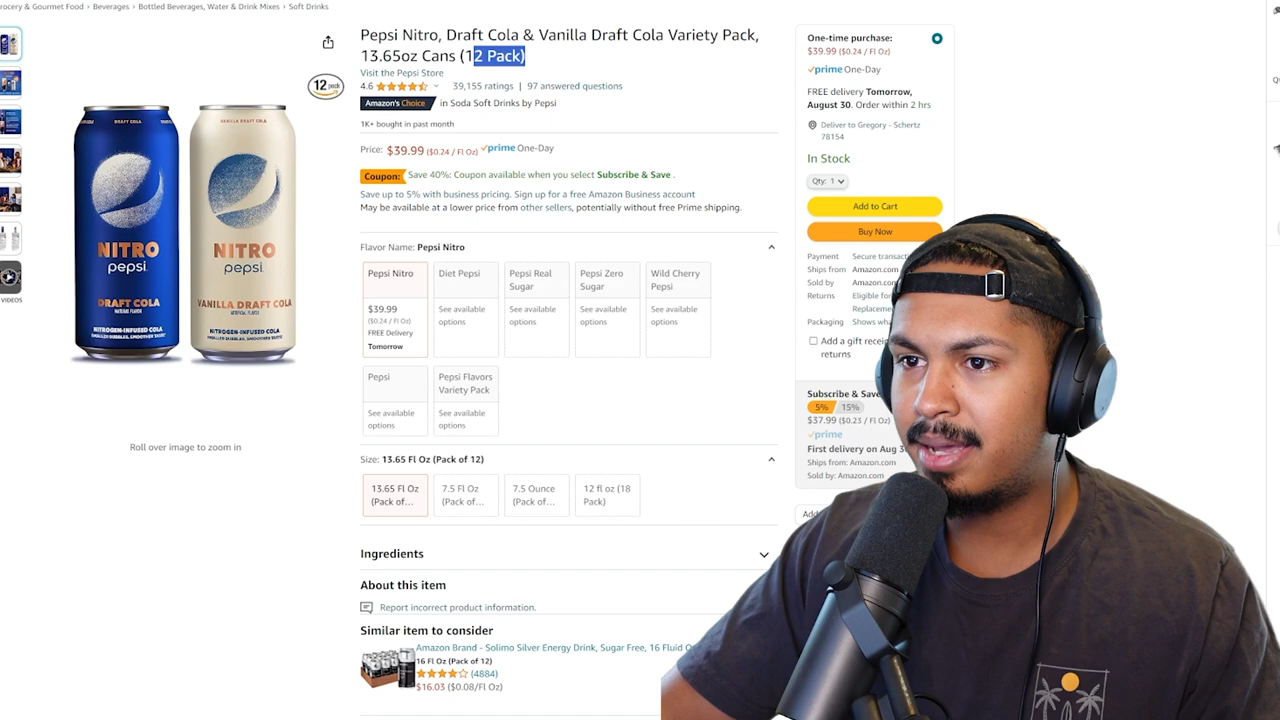 Grocery & Gourmet Food › Beverages › Bottled Beverages, Water & Drink Mixes › Soft Drinks
Pepsi Nitro, Draft Cola & Vanilla Draft Cola Variety Pack,
13.65oz Cans (12 Pack)
Visit the Pepsi Store
4.6 39,155 ratings | 97 answered questions
Amazon's Choice in Soda Soft Drinks by Pepsi
1K+ bought in past month
Price: $39.99 ($0.24 / Fl Oz) prime One-Day
Coupon: Save 40%: Coupon available when you select Subscribe & Save .
Save up to 5% with business pricing. Sign up for a free Amazon Business account
May be available at a lower price from other sellers, potentially without free Prime shipping.
12 pack
DRAFT COLA
NITRO
pepsi
DRAFT COLA
NITROGEN-INFUSED COLA
VANILLA DRAFT COLA
NITRO
pepsi
VANILLA DRAFT COLA
NITROGEN-INFUSED COLA
Roll over image to zoom in
VIDEOS
Flavor Name: Pepsi Nitro
Pepsi Nitro
$39.99
($0.24 / Fl Oz)
FREE Delivery
Tomorrow
Diet Pepsi
See available
options
Pepsi Real
Sugar
See available
options
Pepsi Zero
Sugar
See available
options
Wild Cherry
Pepsi
See available
options
Pepsi
See available
options
Pepsi Flavors
Variety Pack
See available
options
Size: 13.65 Fl Oz (Pack of 12)
13.65 Fl Oz
(Pack of...
7.5 Fl Oz
(Pack of...
7.5 Ounce
(Pack of...
12 fl oz (18
Pack)
Ingredients
About this item
Report incorrect product information.
Similar item to consider
Amazon Brand - Solimo Silver Energy Drink, Sugar Free, 16 Fluid O
16 Fl Oz (Pack of 12)
(4884)
$16.03 ($0.08/Fl Oz)
One-time purchase:
$39.99 ($0.24 / Fl Oz)
prime One-Day
FREE delivery Tomorrow,
August 30. Order within 2 hrs
Deliver to Gregory - Schertz
78154
In Stock
Qty: 1
Add to Cart
Buy Now
Payment Secure transac
Ships from Amazon.com
Sold by Amazon.com
Returns Eligible for
Replaceme
Packaging Shows wha
Add a gift rece
returns
Subscribe & Save
5% 15%
$37.99 ($0.23 / Fl Oz)
prime
First delivery on Aug 3
Ships from: Amazon.com
Sold by: Amazon.com
Add